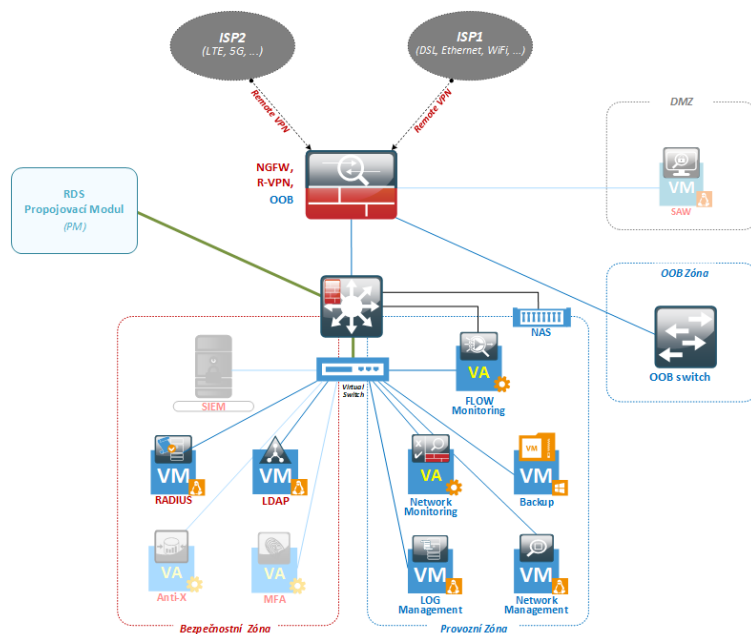 ISP2
(LTE, 5G, ...)
ISP1
(DSL, Ethernet, WiFi, ...)
Remote VPN
Remote VPN
DMZ
NGFW,
R-VPN,
OOB
VM
SAW
RDS
Propojovací Modul
(PM)
OOB Zóna
OOB switch
NAS
SIEM
Virtual
Switch
VA
FLOW
Monitoring
VM
RADIUS
VM
LDAP
VA
Network
Monitoring
VM
Backup
VA
Anti-X
MFA
VM
LOG
Management
VM
Network
Management
Bezpečnostní Zóna
Provozní Zóna